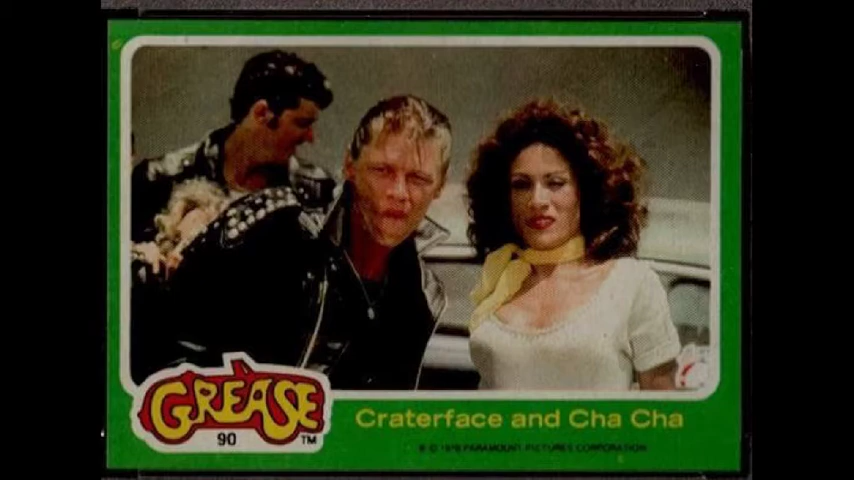 GREASE
90
TM
Craterface and Cha Cha
© 1978 PARAMOUNT PICTURES CORPORATION